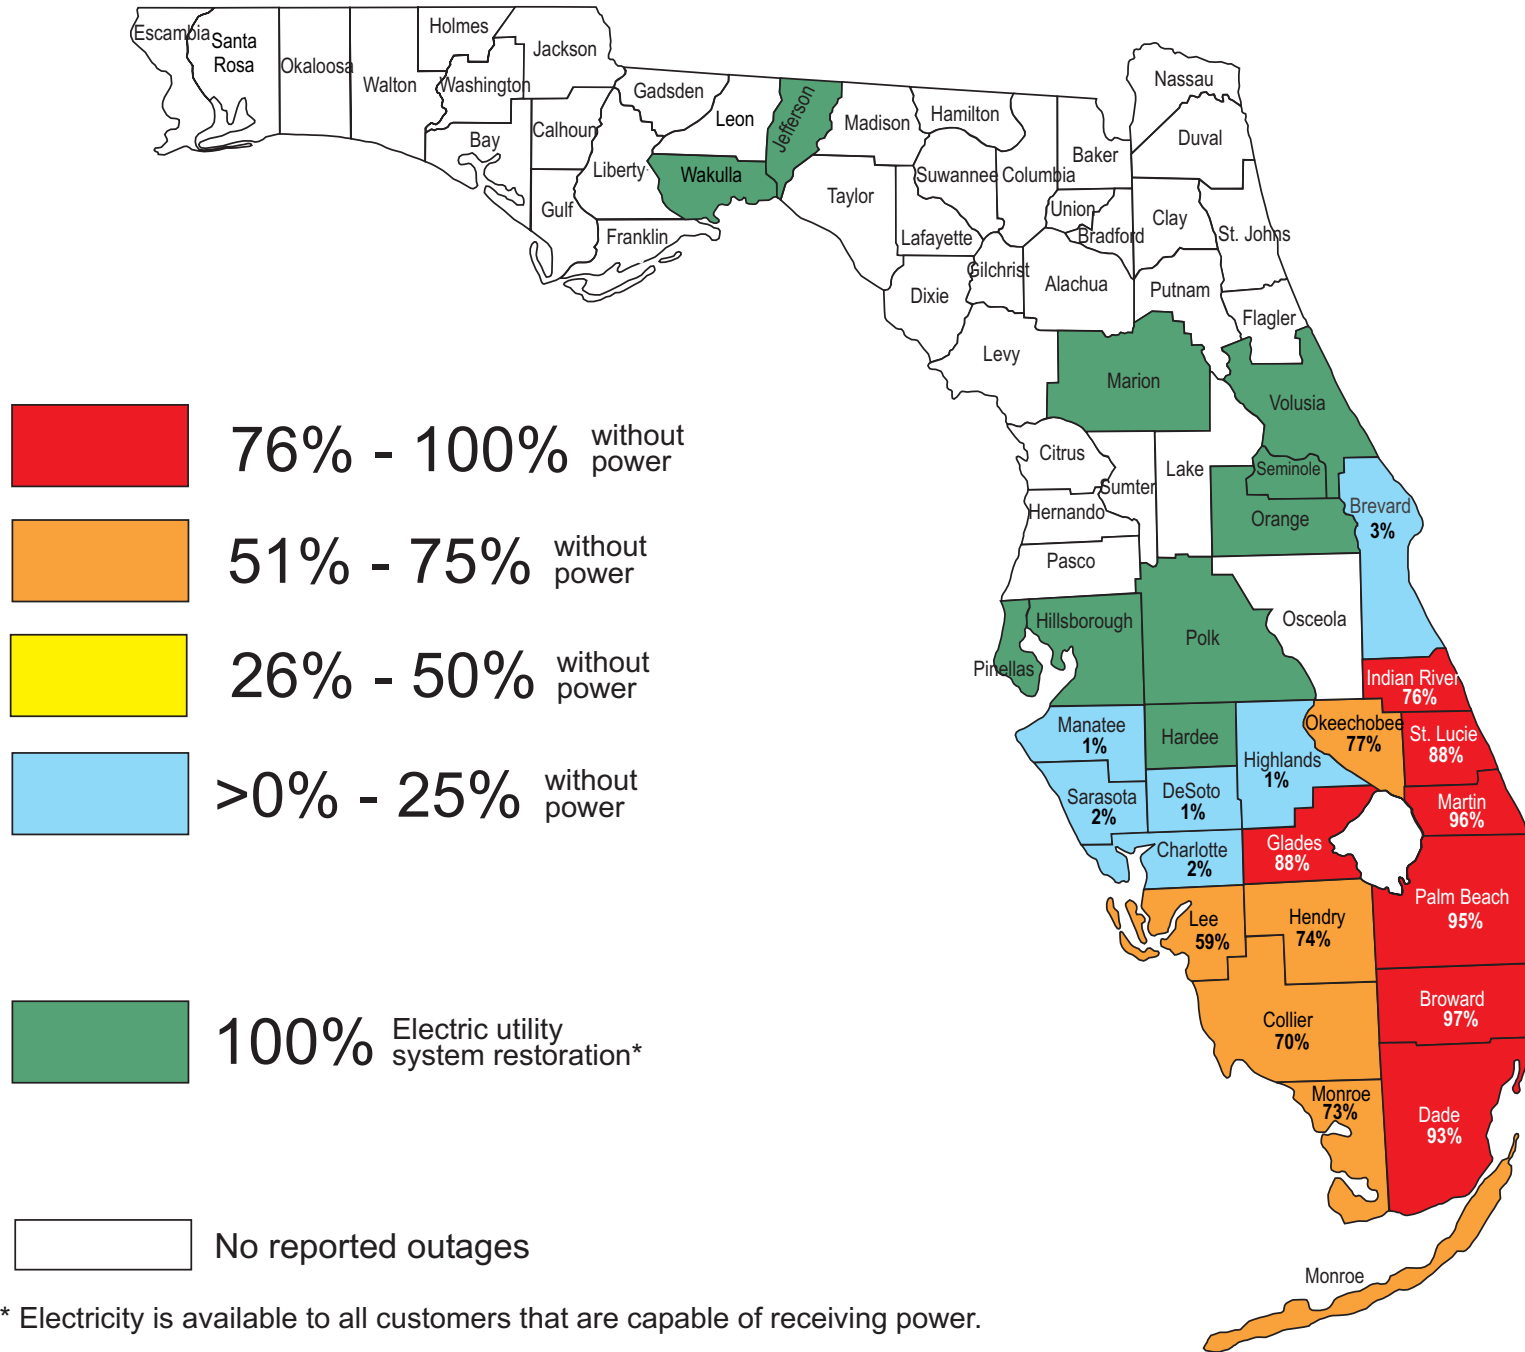 Escambia
Santa
Rosa
Okaloosa
Walton
Holmes
Washington
Jackson
Bay
Calhoun
Gulf
Gadsden
Liberty
Leon
Wakulla
Franklin
Jefferson
Madison
Taylor
Hamilton
Suwannee
Lafayette
Columbia
Baker
Union
Bradford
Nassau
Duval
Clay
St. Johns
Gilchrist
Dixie
Alachua
Putnam
Flagler
Levy
Marion
Volusia
Citrus
Sumter
Lake
Seminole
Orange
Hernando
Pasco
Brevard
3%
Hillsborough
Pinellas
Polk
Osceola
Indian River
76%
Manatee
1%
Hardee
Highlands
1%
Okeechobee
77%
St. Lucie
88%
Sarasota
2%
DeSoto
1%
Martin
96%
Charlotte
2%
Glades
88%
Palm Beach
95%
Lee
59%
Hendry
74%
Collier
70%
Broward
97%
Monroe
73%
Dade
93%
Monroe
76% - 100% without
power
51% - 75% without
power
26% - 50% without
power
>0% - 25% without
power
100% Electric utility
system restoration*
No reported outages
* Electricity is available to all customers that are capable of receiving power.